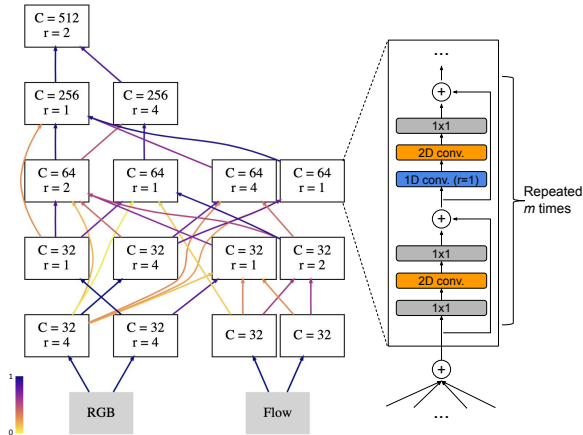 C = 512
r = 2
C = 256
r = 1
C = 256
r = 4
C = 64
r = 2
C = 64
r = 1
C = 64
r = 4
C = 64
r = 1
C = 32
r = 1
C = 32
r = 4
C = 32
r = 1
C = 32
r = 2
C = 32
r = 4
C = 32
r = 4
C = 32
C = 32
RGB
Flow
1
0
...
+
1x1
2D conv.
1D conv. (r=1)
+
1x1
2D conv.
1x1
+
...
Repeated
m times